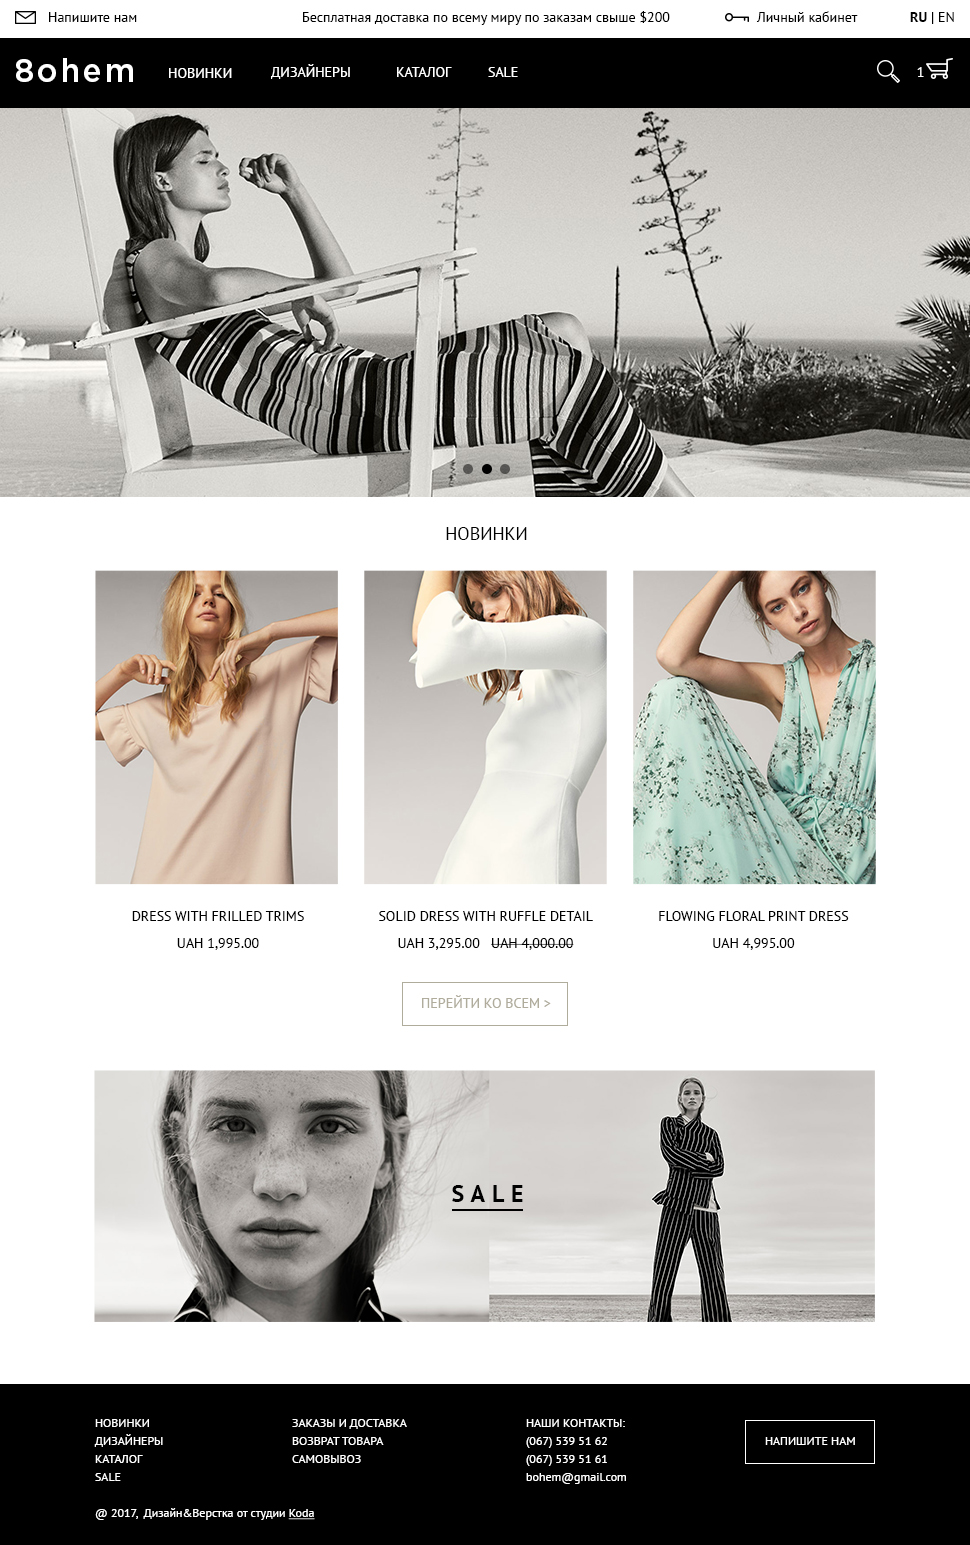 Напишите нам
Бесплатная доставка по всему миру по заказам свыше $200
Личный кабинет
RU | EN
8ohem
НОВИНКИ
ДИЗАЙНЕРЫ
КАТАЛОГ
SALE
1
НОВИНКИ
DRESS WITH FRILLED TRIMS
UAH 1,995.00
SOLID DRESS WITH RUFFLE DETAIL
UAH 3,295.00 UAH 4,000.00
FLOWING FLORAL PRINT DRESS
UAH 4,995.00
ПЕРЕЙТИ КО ВСЕМ >
SALE
НОВИНКИ
ДИЗАЙНЕРЫ
КАТАЛОГ
SALE
ЗАКАЗЫ И ДОСТАВКА
ВОЗВРАТ ТОВАРА
САМОВЫВОЗ
НАШИ КОНТАКТЫ:
(067) 539 51 62
(067) 539 51 61
bohem@gmail.com
НАПИШИТЕ НАМ
@ 2017, Дизайн&Верстка от студии Koda